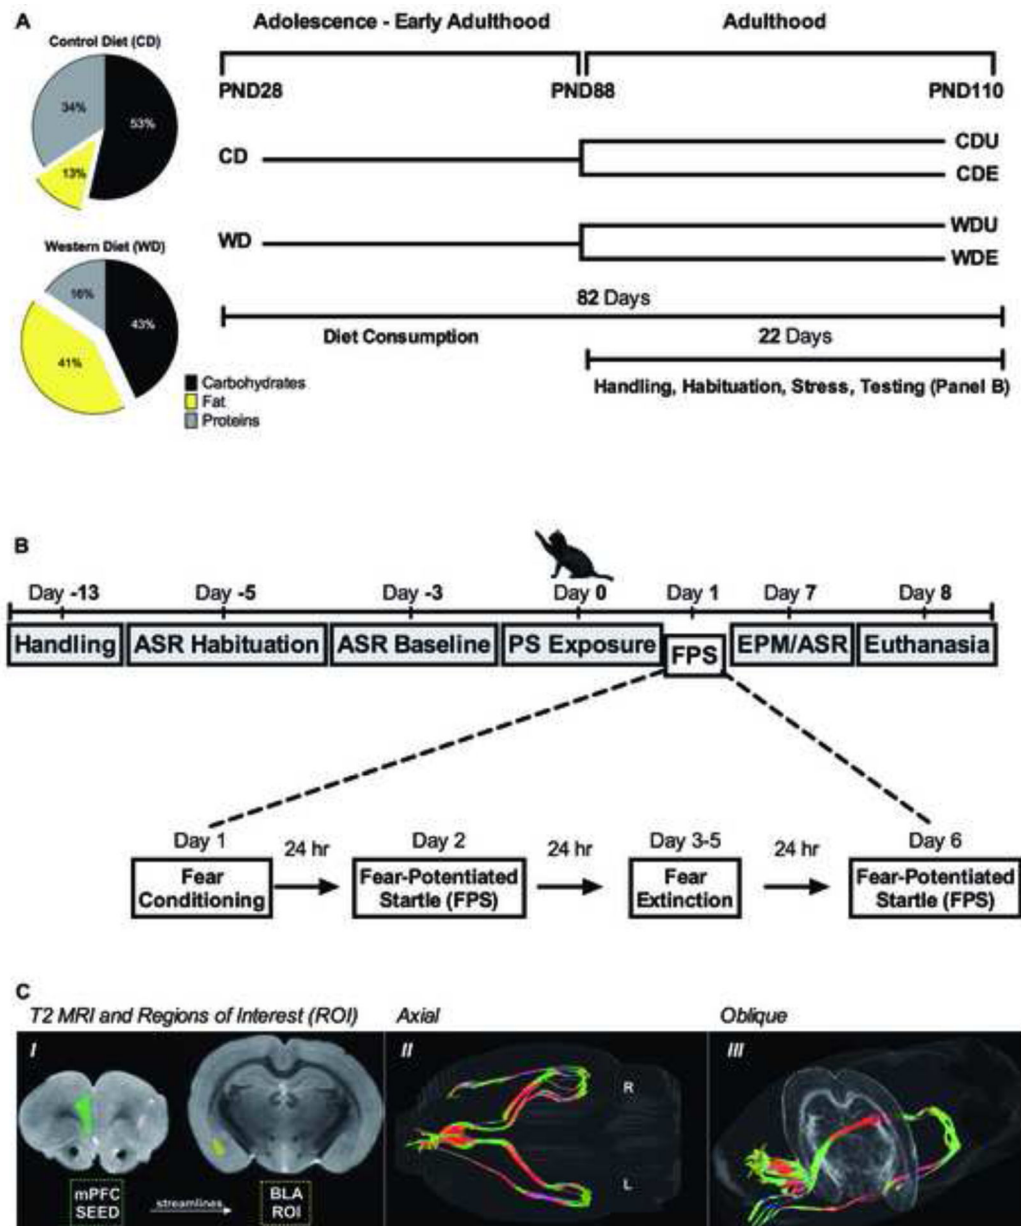 A
Adolescence - Early Adulthood
Adulthood
Control Diet (CD)
34%
53%
13%
PND28
PND88
PND110
CD
CDU
CDE
Western Diet (WD)
16%
43%
41%
WD
WDU
WDE
82 Days
Diet Consumption
22 Days
Handling, Habituation, Stress, Testing (Panel B)
Carbohydrates
Fat
Proteins
B
Day -13
Day -5
Day -3
Day 0
Day 1
Day 7
Day 8
Handling
ASR Habituation
ASR Baseline
PS Exposure
FPS
EPM/ASR
Euthanasia
Day 1
24 hr
Day 2
24 hr
Day 3-5
24 hr
Day 6
Fear
Conditioning
Fear-Potentiated
Startle (FPS)
Fear
Extinction
Fear-Potentiated
Startle (FPS)
C
T2 MRI and Regions of Interest (ROI)
Axial
Oblique
I
II
III
R
L
mPFC
SEED
streamlines
BLA
ROI